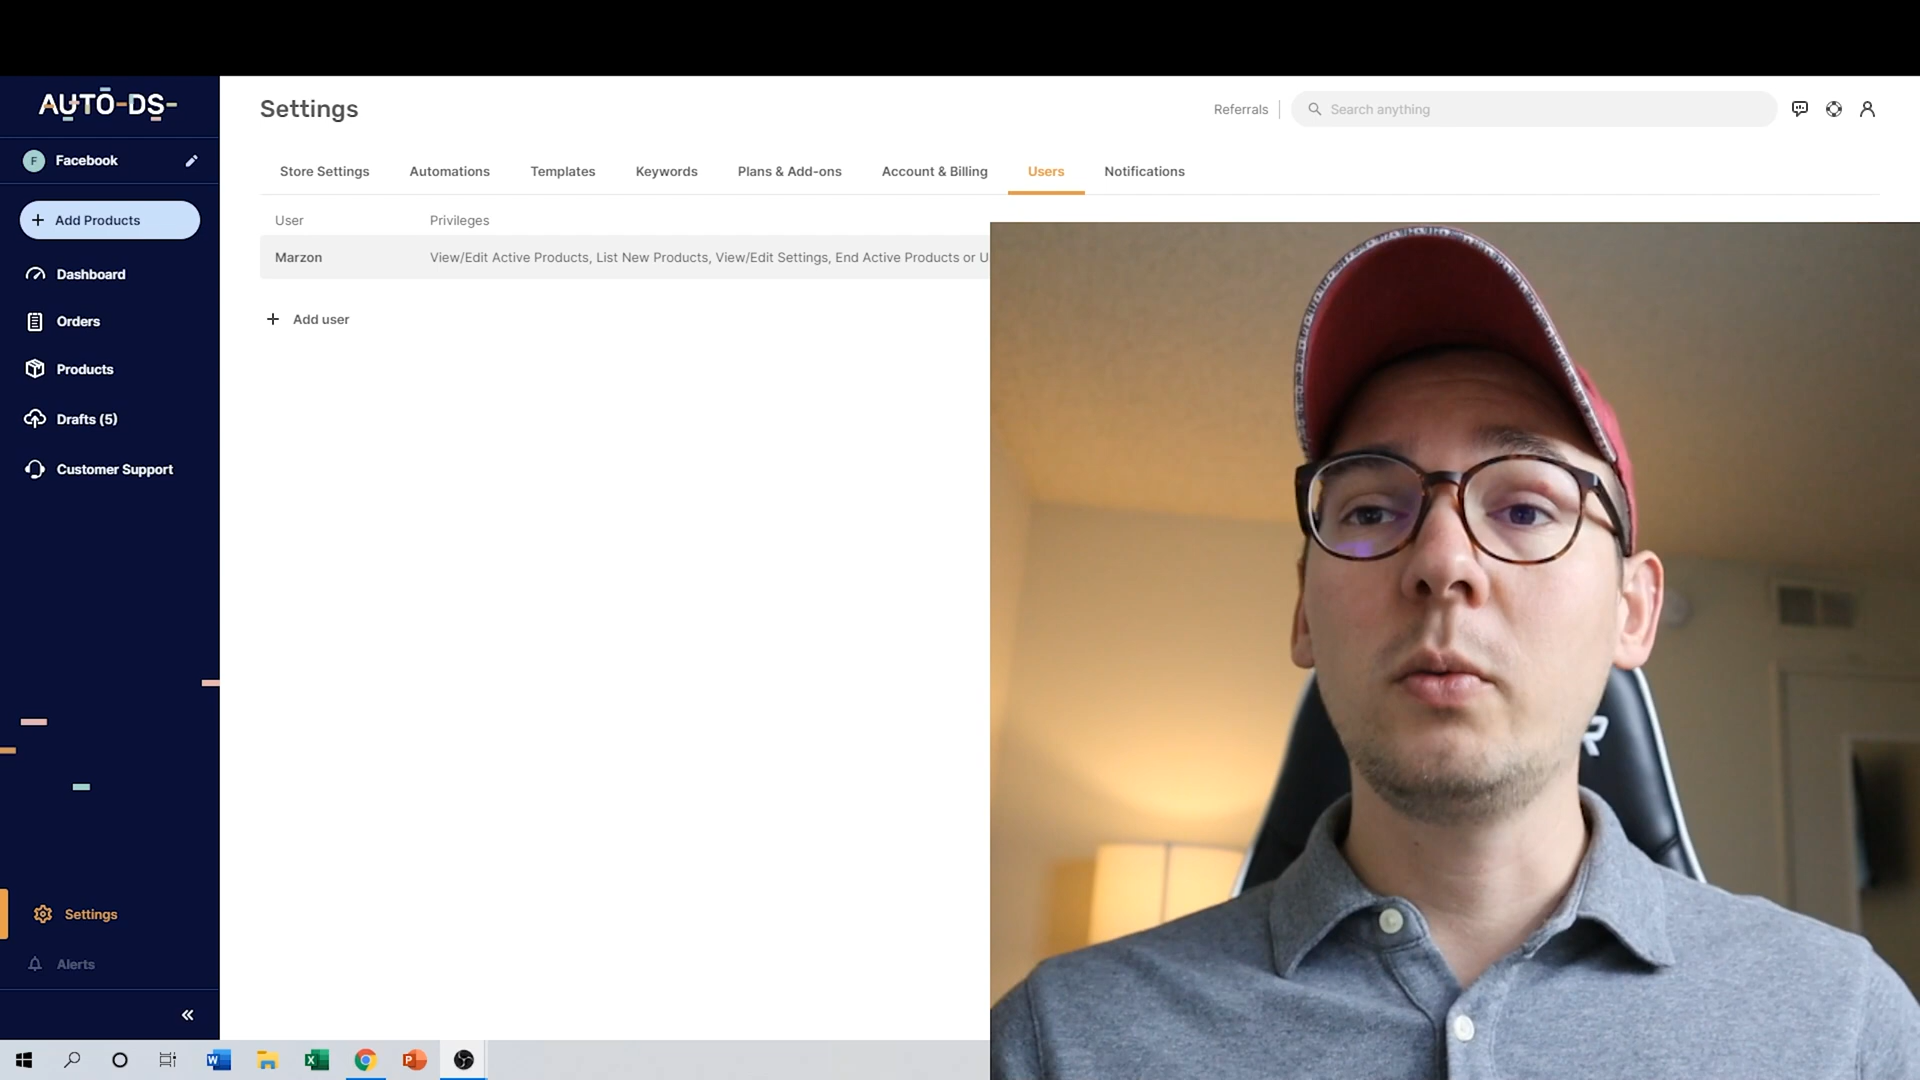 AUTO-DS-
Settings
Referrals
Search anything
F Facebook
Store Settings Automations Templates Keywords Plans & Add-ons Account & Billing Users Notifications
+ Add Products
User Privileges
Marzon View/Edit Active Products, List New Products, View/Edit Settings, End Active Products or U
+ Add user
Dashboard
Orders
Products
Drafts (5)
Customer Support
R
Settings
Alerts